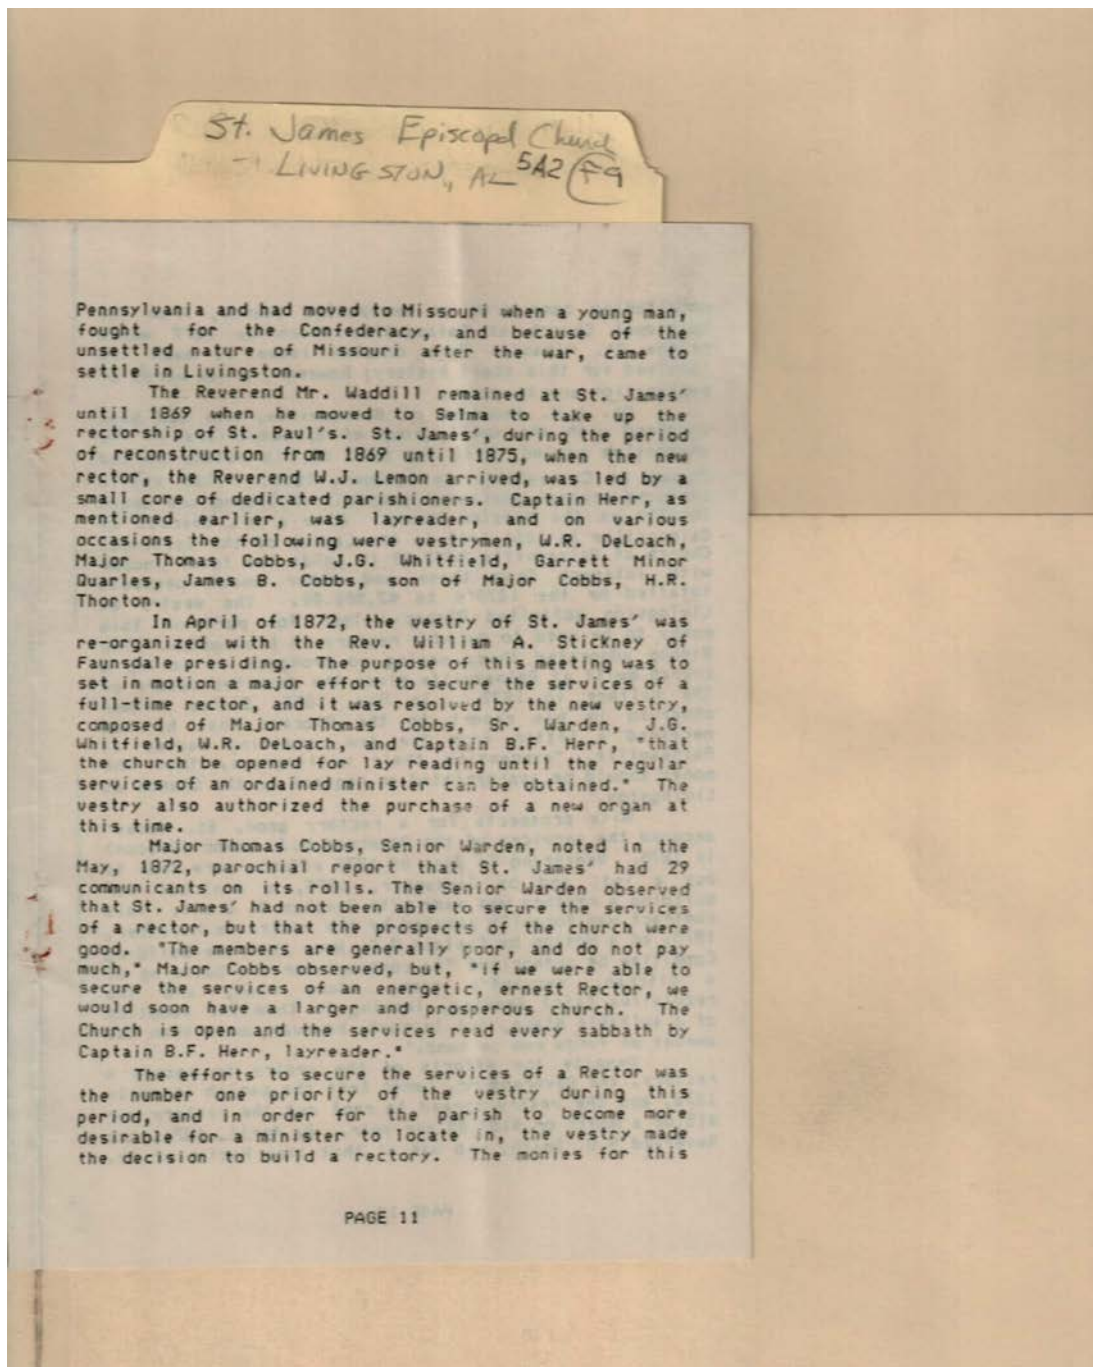 St. James Episcopal Church
LIVINGSTON, AL 5A2 F9
Pennsylvania and had moved to Missouri when a young man,
fought for the Confederacy, and because of the
unsettled nature of Missouri after the war, came to
settle in Livingston.
The Reverend Mr. Waddill remained at St. James'
until 1869 when he moved to Selma to take up the
rectorship of St. Paul's. St. James', during the period
of reconstruction from 1869 until 1875, when the new
rector, the Reverend W.J. Lemon arrived, was led by a
small core of dedicated parishioners. Captain Herr, as
mentioned earlier, was layreader, and on various
occasions the following were vestrymen, W.R. DeLoach,
Major Thomas Cobbs, J.G. Whitfield, Garrett Minor
Quarles, James B. Cobbs, son of Major Cobbs, H.R.
Thorton.
In April of 1872, the vestry of St. James' was
re-organized with the Rev. William A. Stickney of
Faunsdale presiding. The purpose of this meeting was to
set in motion a major effort to secure the services of a
full-time rector, and it was resolved by the new vestry,
composed of Major Thomas Cobbs, Sr. Warden, J.G.
Whitfield, W.R. DeLoach, and Captain B.F. Herr, "that
the church be opened for lay reading until the regular
services of an ordained minister can be obtained." The
vestry also authorized the purchase of a new organ at
this time.
Major Thomas Cobbs, Senior Warden, noted in the
May, 1872, parochial report that St. James' had 29
communicants on its rolls. The Senior Warden observed
that St. James' had not been able to secure the services
of a rector, but that the prospects of the church were
good. "The members are generally poor, and do not pay
much," Major Cobbs observed, but, "if we were able to
secure the services of an energetic, ernest Rector, we
would soon have a larger and prosperous church. The
Church is open and the services read every sabbath by
Captain B.F. Herr, layreader."
The efforts to secure the services of a Rector was
the number one priority of the vestry during this
period, and in order for the parish to become more
desirable for a minister to locate in, the vestry made
the decision to build a rectory. The monies for this
PAGE 11